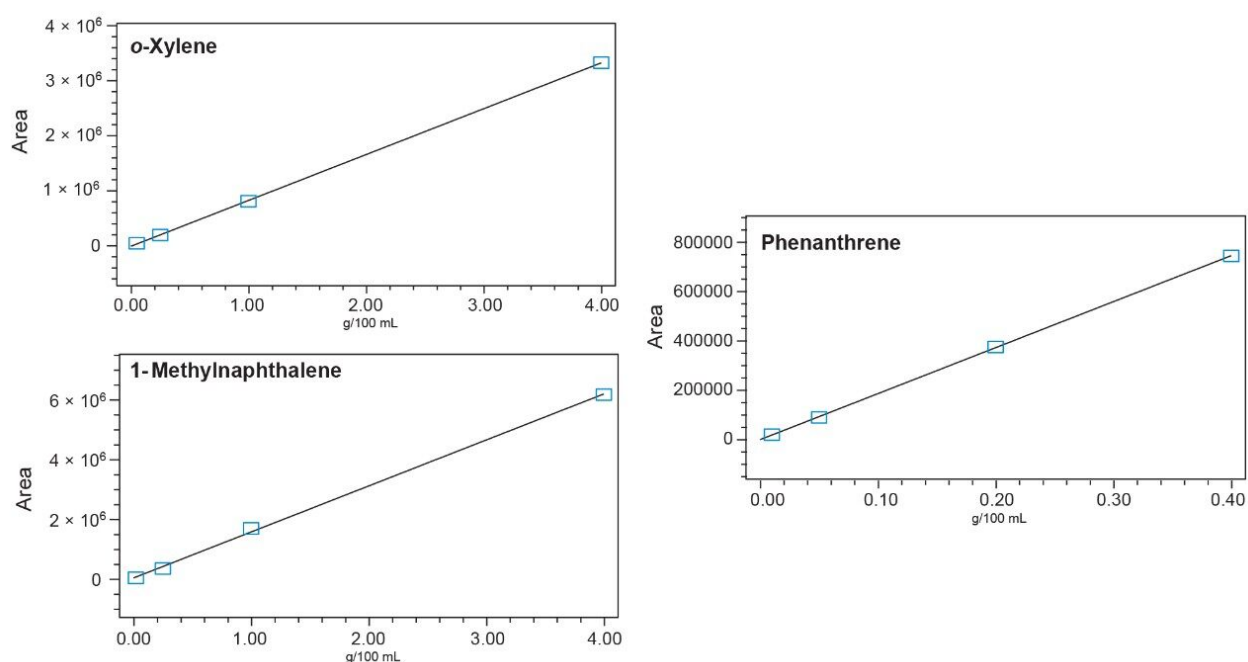 o-Xylene
4 × 10⁶
3 × 10⁶
2 × 10⁶
1 × 10⁶
0
Area
0.00 1.00 2.00 3.00 4.00
g/100 mL
1-Methylnaphthalene
6 × 10⁶
4 × 10⁶
2 × 10⁶
0
Area
0.00 1.00 2.00 3.00 4.00
g/100 mL
Phenanthrene
800000
600000
400000
200000
0
Area
0.00 0.10 0.20 0.30 0.40
g/100 mL